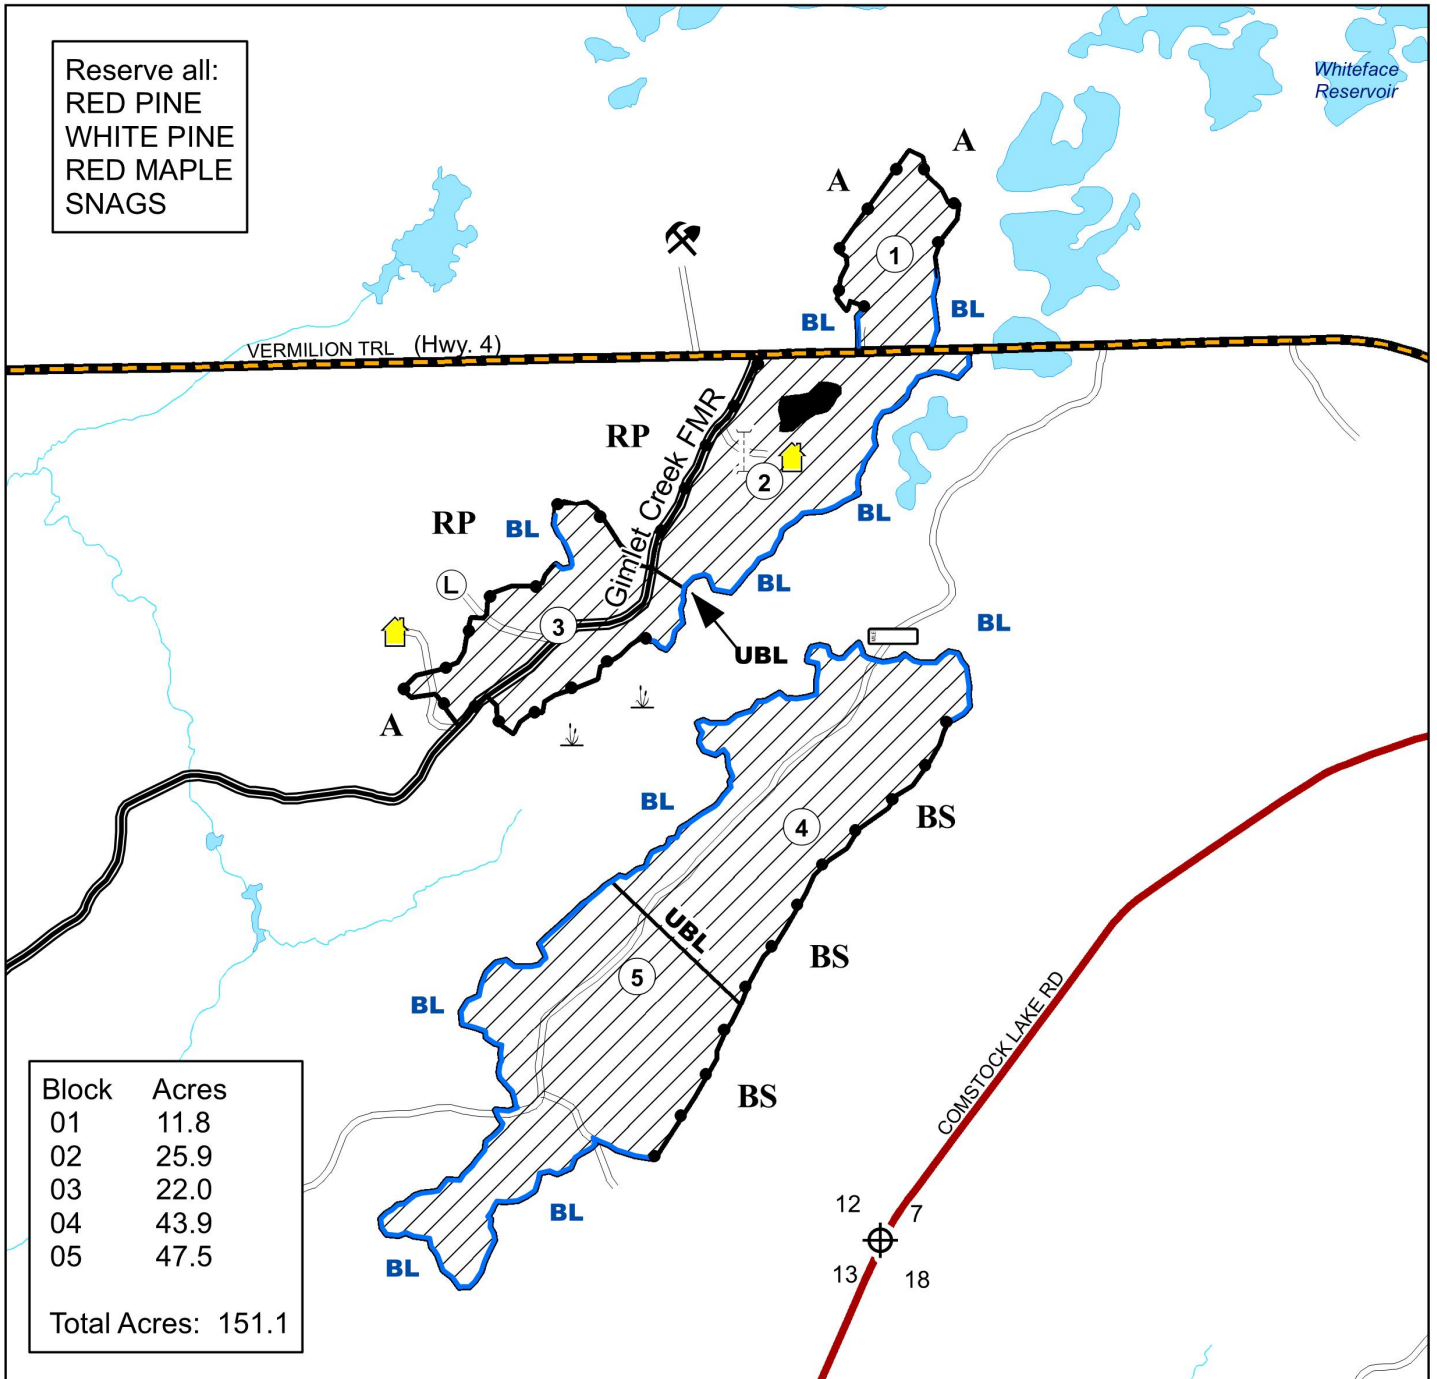 Reserve all:
RED PINE
WHITE PINE
RED MAPLE
SNAGS
Whiteface
Reservoir
A
A
1
BL
BL
VERMILION TRL (Hwy. 4)
RP
Gimlet Creek FMR
2
RP
BL
BL
BL
L
3
UBL
BL
A
MLE
BL
4
BS
UBL
BS
5
BL
BS
COMSTOCK LAKE RD
BL
BL
12
7
13
18
Block Acres
01 11.8
02 25.9
03 22.0
04 43.9
05 47.5
Total Acres: 151.1